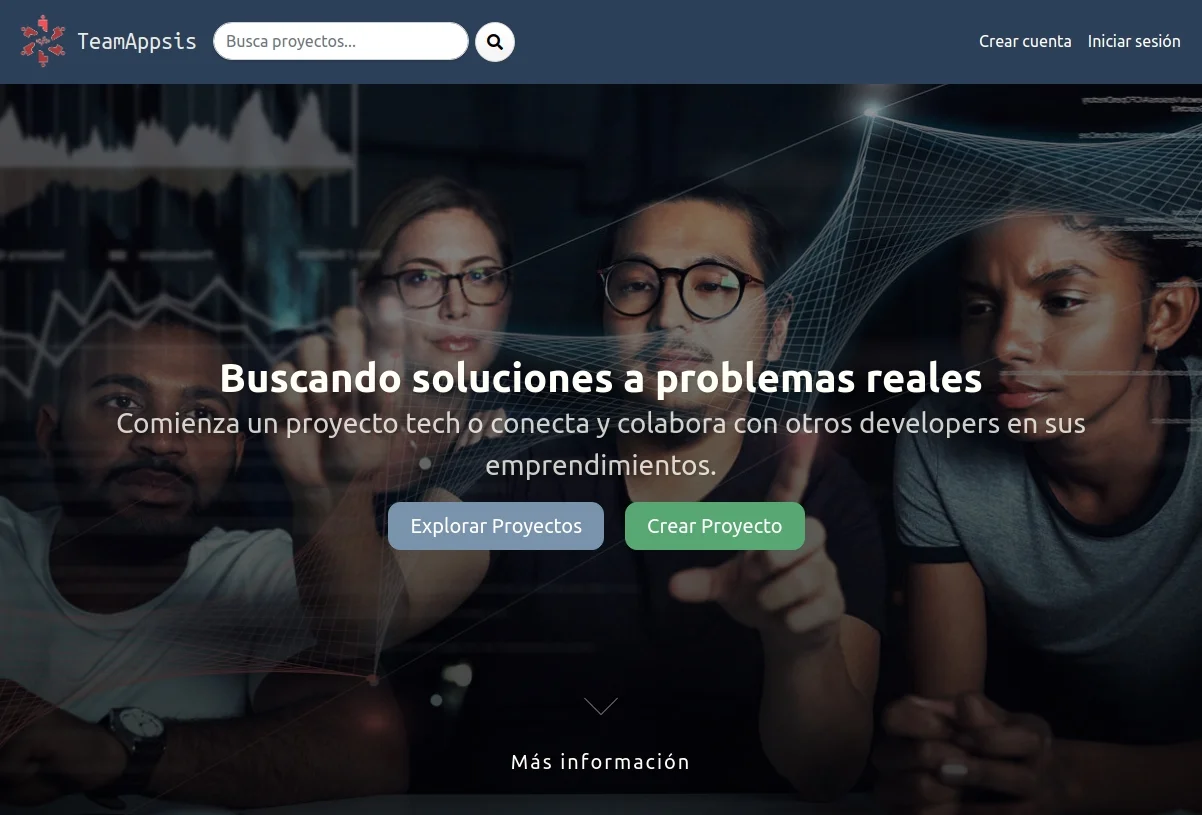 TeamAppsis
Busca proyectos...
Crear cuenta
Iniciar sesión
Buscando soluciones a problemas reales
Comienza un proyecto tech o conecta y colabora con otros developers en sus
emprendimientos.
Explorar Proyectos
Crear Proyecto
Más información